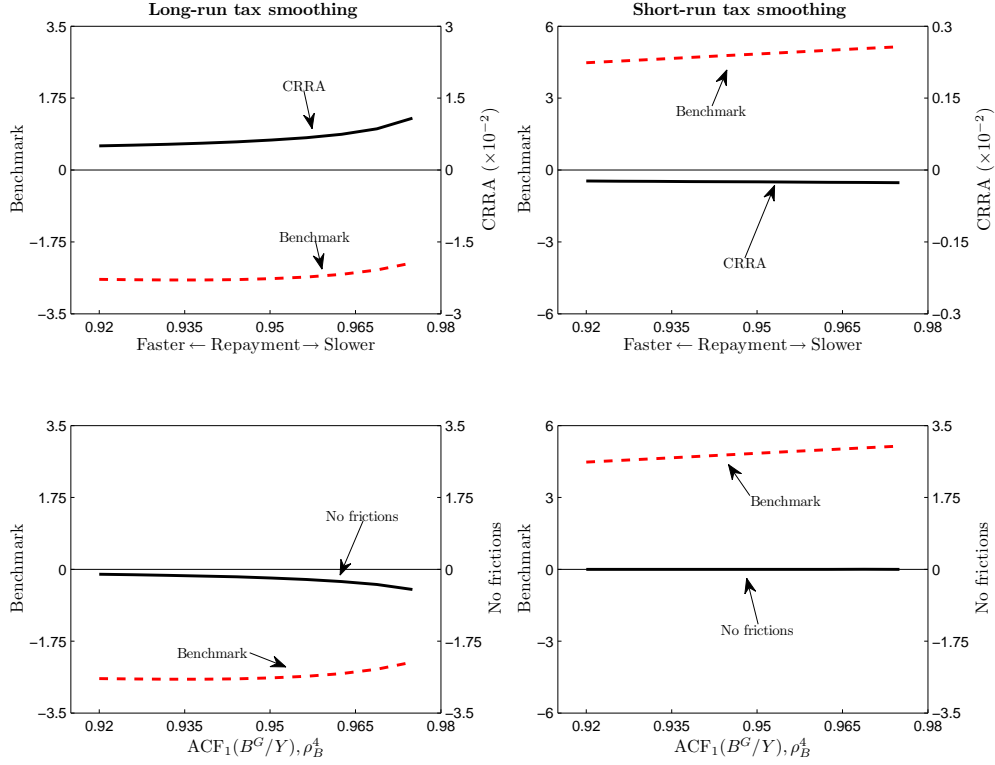 Long-run tax smoothing
Short-run tax smoothing
3.5
1.75
0
−1.75
−3.5
3
1.5
0
−1.5
−3
Benchmark
CRRA (×10⁻²)
CRRA
Benchmark
0.92
0.935
0.95
0.965
0.98
Faster ← Repayment → Slower
6
3
0
−3
−6
0.3
0.15
0
−0.15
−0.3
Benchmark
CRRA (×10⁻²)
Benchmark
CRRA
0.92
0.935
0.95
0.965
0.98
Faster ← Repayment → Slower
3.5
1.75
0
−1.75
−3.5
3.5
1.75
0
−1.75
−3.5
Benchmark
No frictions
No frictions
Benchmark
0.92
0.935
0.95
0.965
0.98
ACF₁(Bᴳ/Y), ρ_B⁴
6
3
0
−3
−6
3.5
1.75
0
−1.75
−3.5
Benchmark
No frictions
Benchmark
No frictions
0.92
0.935
0.95
0.965
0.98
ACF₁(Bᴳ/Y), ρ_B⁴